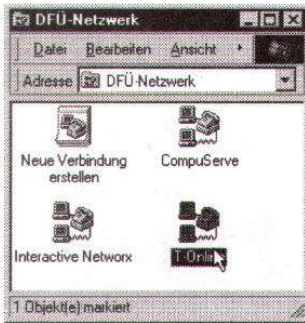 DFÜ-Netzwerk
Datei Bearbeiten Ansicht
Adresse DFÜ-Netzwerk
Neue Verbindung
erstellen
CompuServe
Interactive Networx
T-Online
1 Objekt(e) markiert